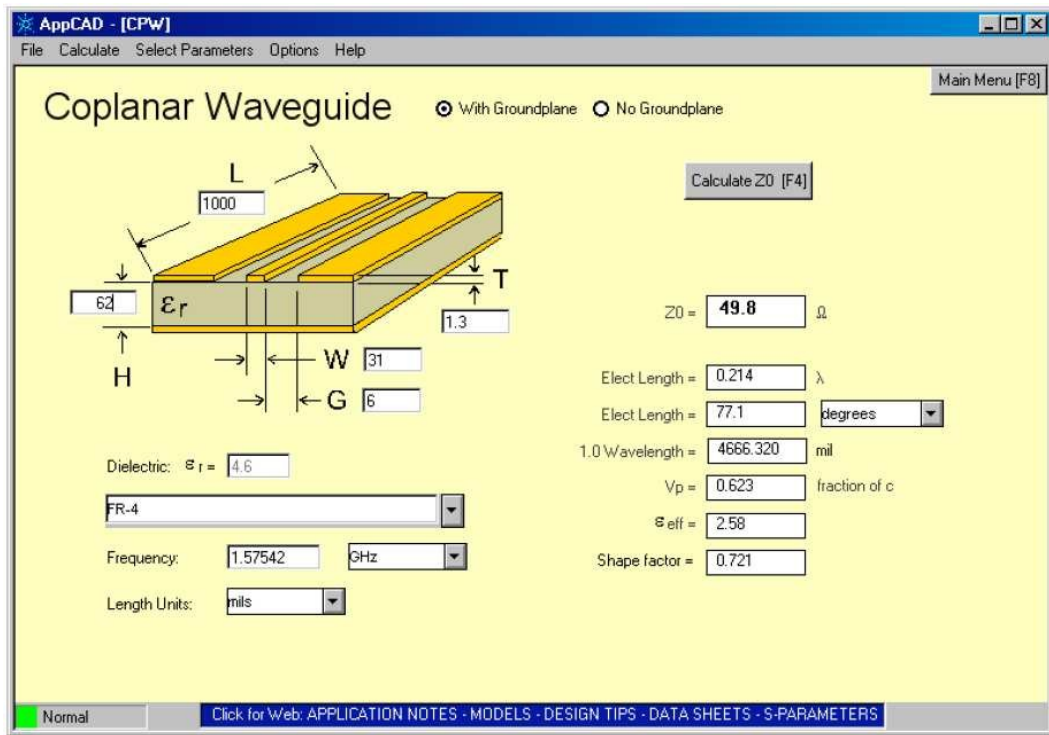 AppCAD - [CPW]
File Calculate Select Parameters Options Help
Main Menu [F8]
Coplanar Waveguide
With Groundplane No Groundplane
Calculate Z0 [F4]
L
1000
62
εr
T
1.3
H
W 31
G 6
Z0 = 49.8 Ω
Elect Length = 0.214 λ
Elect Length = 77.1 degrees
1.0 Wavelength = 4666.320 mil
Vp = 0.623 fraction of c
ε eff = 2.58
Shape factor = 0.721
Dielectric: ε r = 4.6
FR-4
Frequency: 1.57542 GHz
Length Units: mils
Normal
Click for Web: APPLICATION NOTES - MODELS - DESIGN TIPS - DATA SHEETS - S-PARAMETERS